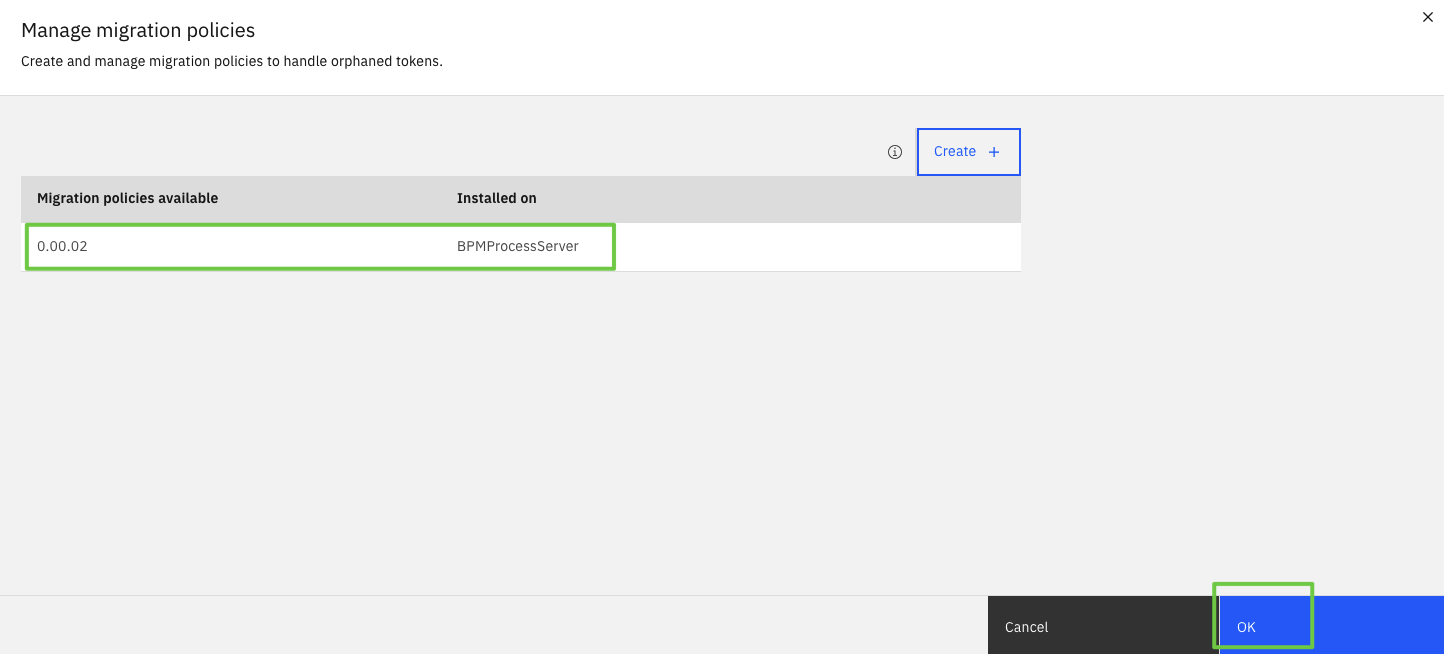 Manage migration policies
Create and manage migration policies to handle orphaned tokens.
Create +
Migration policies available Installed on
0.00.02 BPMProcessServer
Cancel OK